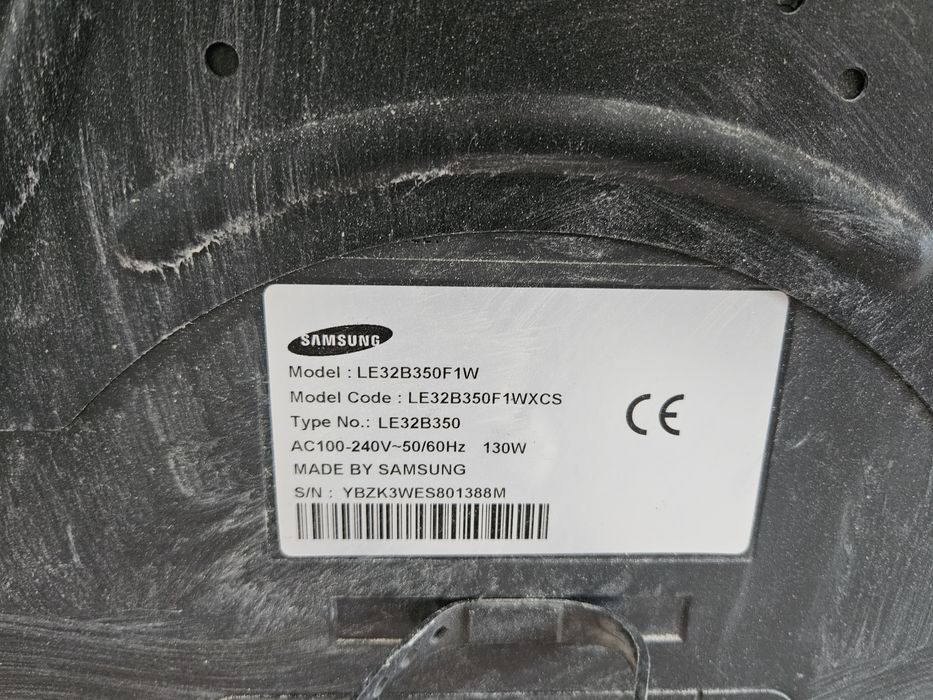 SAMSUNG
Model : LE32B350F1W
Model Code : LE32B350F1WXCS
Type No.: LE32B350
AC100-240V~50/60Hz 130W
MADE BY SAMSUNG
S/N : YBZK3WES801388M
CE